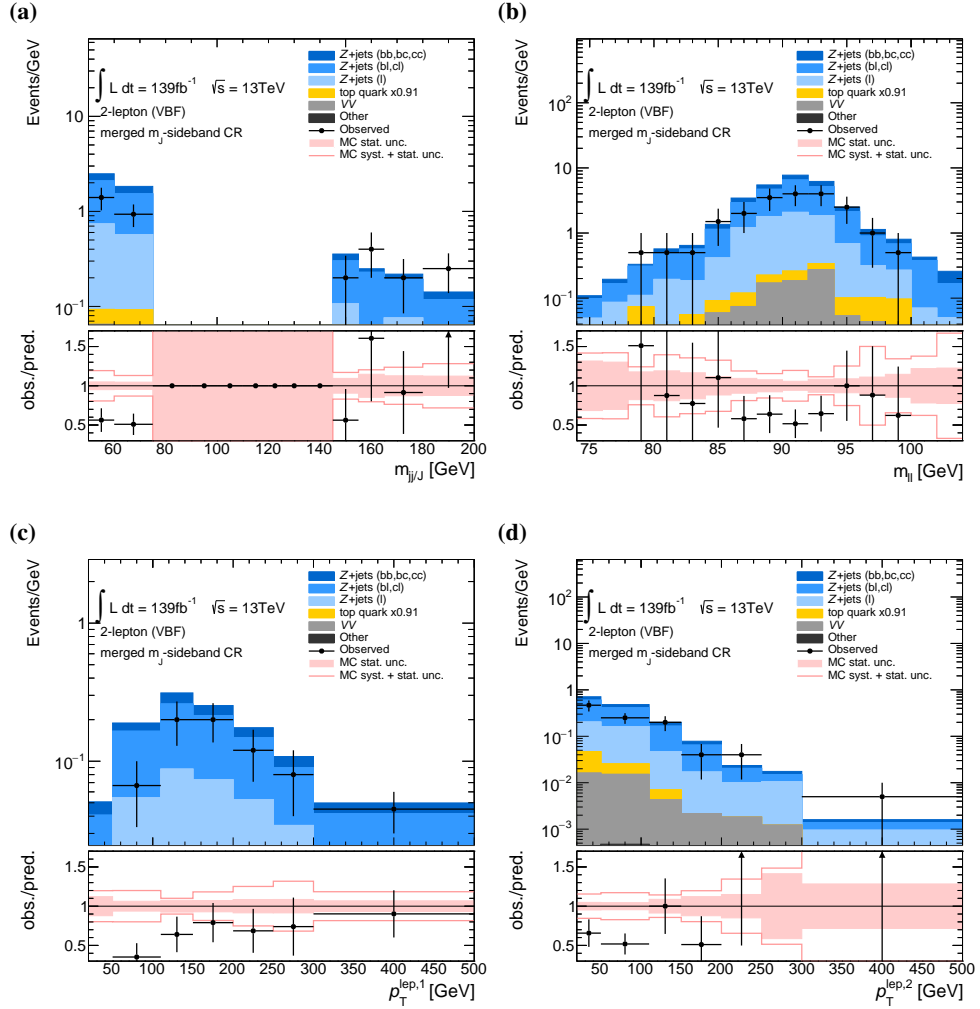 (a)
Events/GeV
10
1
10⁻¹
∫ L dt = 139fb⁻¹ √s = 13TeV
2-lepton (VBF)
merged m_J-sideband CR
Z+jets (bb,bc,cc)
Z+jets (bl,cl)
Z+jets (l)
top quark x0.91
VV
Other
Observed
MC stat. unc.
MC syst. + stat. unc.
obs./pred.
1.5
1
0.5
60 80 100 120 140 160 180 200
m_jj/J [GeV]
(b)
Events/GeV
10²
10
1
10⁻¹
∫ L dt = 139fb⁻¹ √s = 13TeV
2-lepton (VBF)
merged m_J-sideband CR
Z+jets (bb,bc,cc)
Z+jets (bl,cl)
Z+jets (l)
top quark x0.91
VV
Other
Observed
MC stat. unc.
MC syst. + stat. unc.
obs./pred.
1.5
1
0.5
75 80 85 90 95 100
m_ll [GeV]
(c)
Events/GeV
1
10⁻¹
∫ L dt = 139fb⁻¹ √s = 13TeV
2-lepton (VBF)
merged m_J-sideband CR
Z+jets (bb,bc,cc)
Z+jets (bl,cl)
Z+jets (l)
top quark x0.91
VV
Other
Observed
MC stat. unc.
MC syst. + stat. unc.
obs./pred.
1.5
1
0.5
50 100 150 200 250 300 350 400 450 500
p_T^lep,1 [GeV]
(d)
Events/GeV
10²
10
1
10⁻¹
10⁻²
10⁻³
∫ L dt = 139fb⁻¹ √s = 13TeV
2-lepton (VBF)
merged m_J-sideband CR
Z+jets (bb,bc,cc)
Z+jets (bl,cl)
Z+jets (l)
top quark x0.91
VV
Other
Observed
MC stat. unc.
MC syst. + stat. unc.
obs./pred.
1.5
1
0.5
50 100 150 200 250 300 350 400 450 500
p_T^lep,2 [GeV]